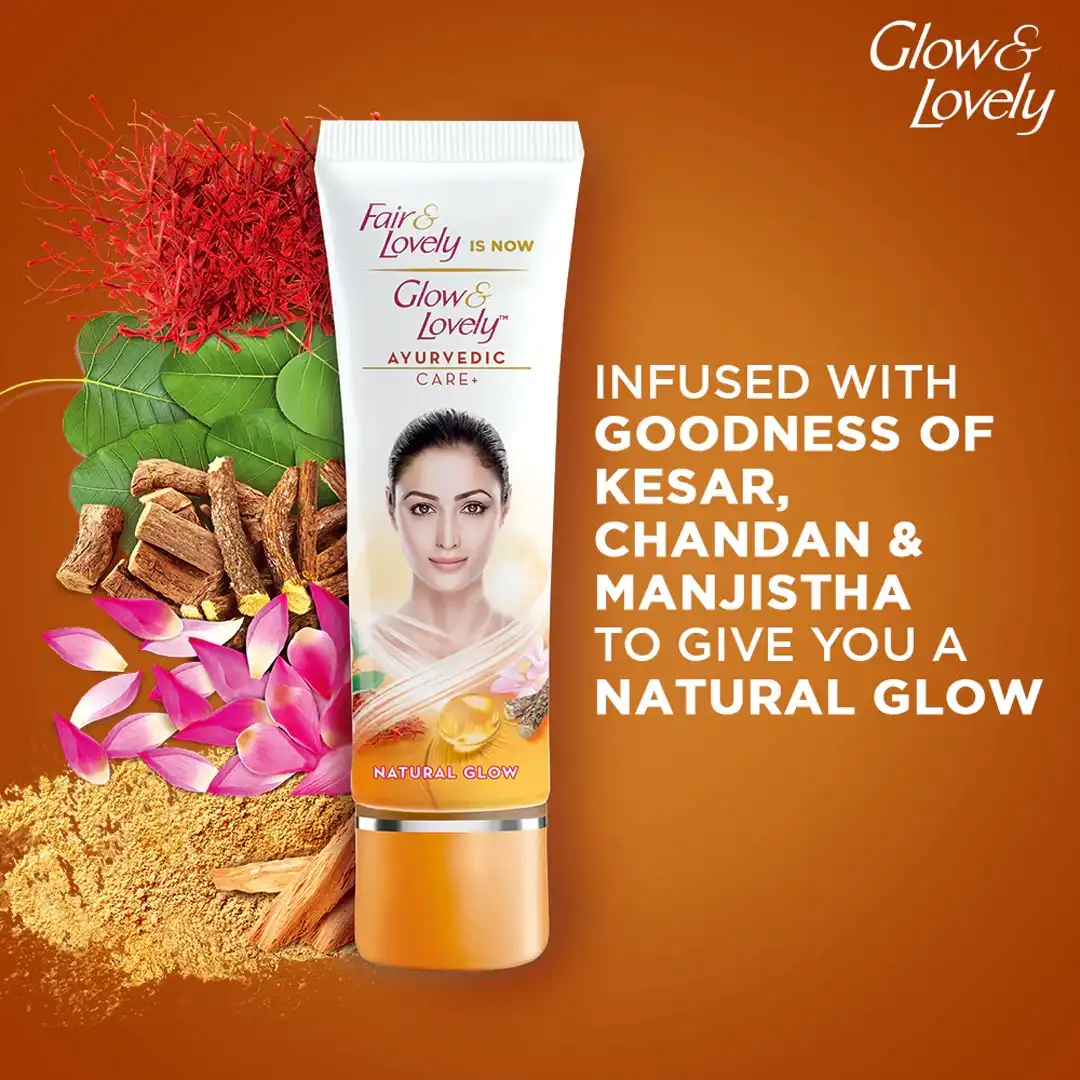 Glow &
Lovely
Fair &
Lovely IS NOW
Glow &
Lovely™
AYURVEDIC
CARE+
NATURAL GLOW
INFUSED WITH
GOODNESS OF
KESAR,
CHANDAN &
MANJISTHA
TO GIVE YOU A
NATURAL GLOW